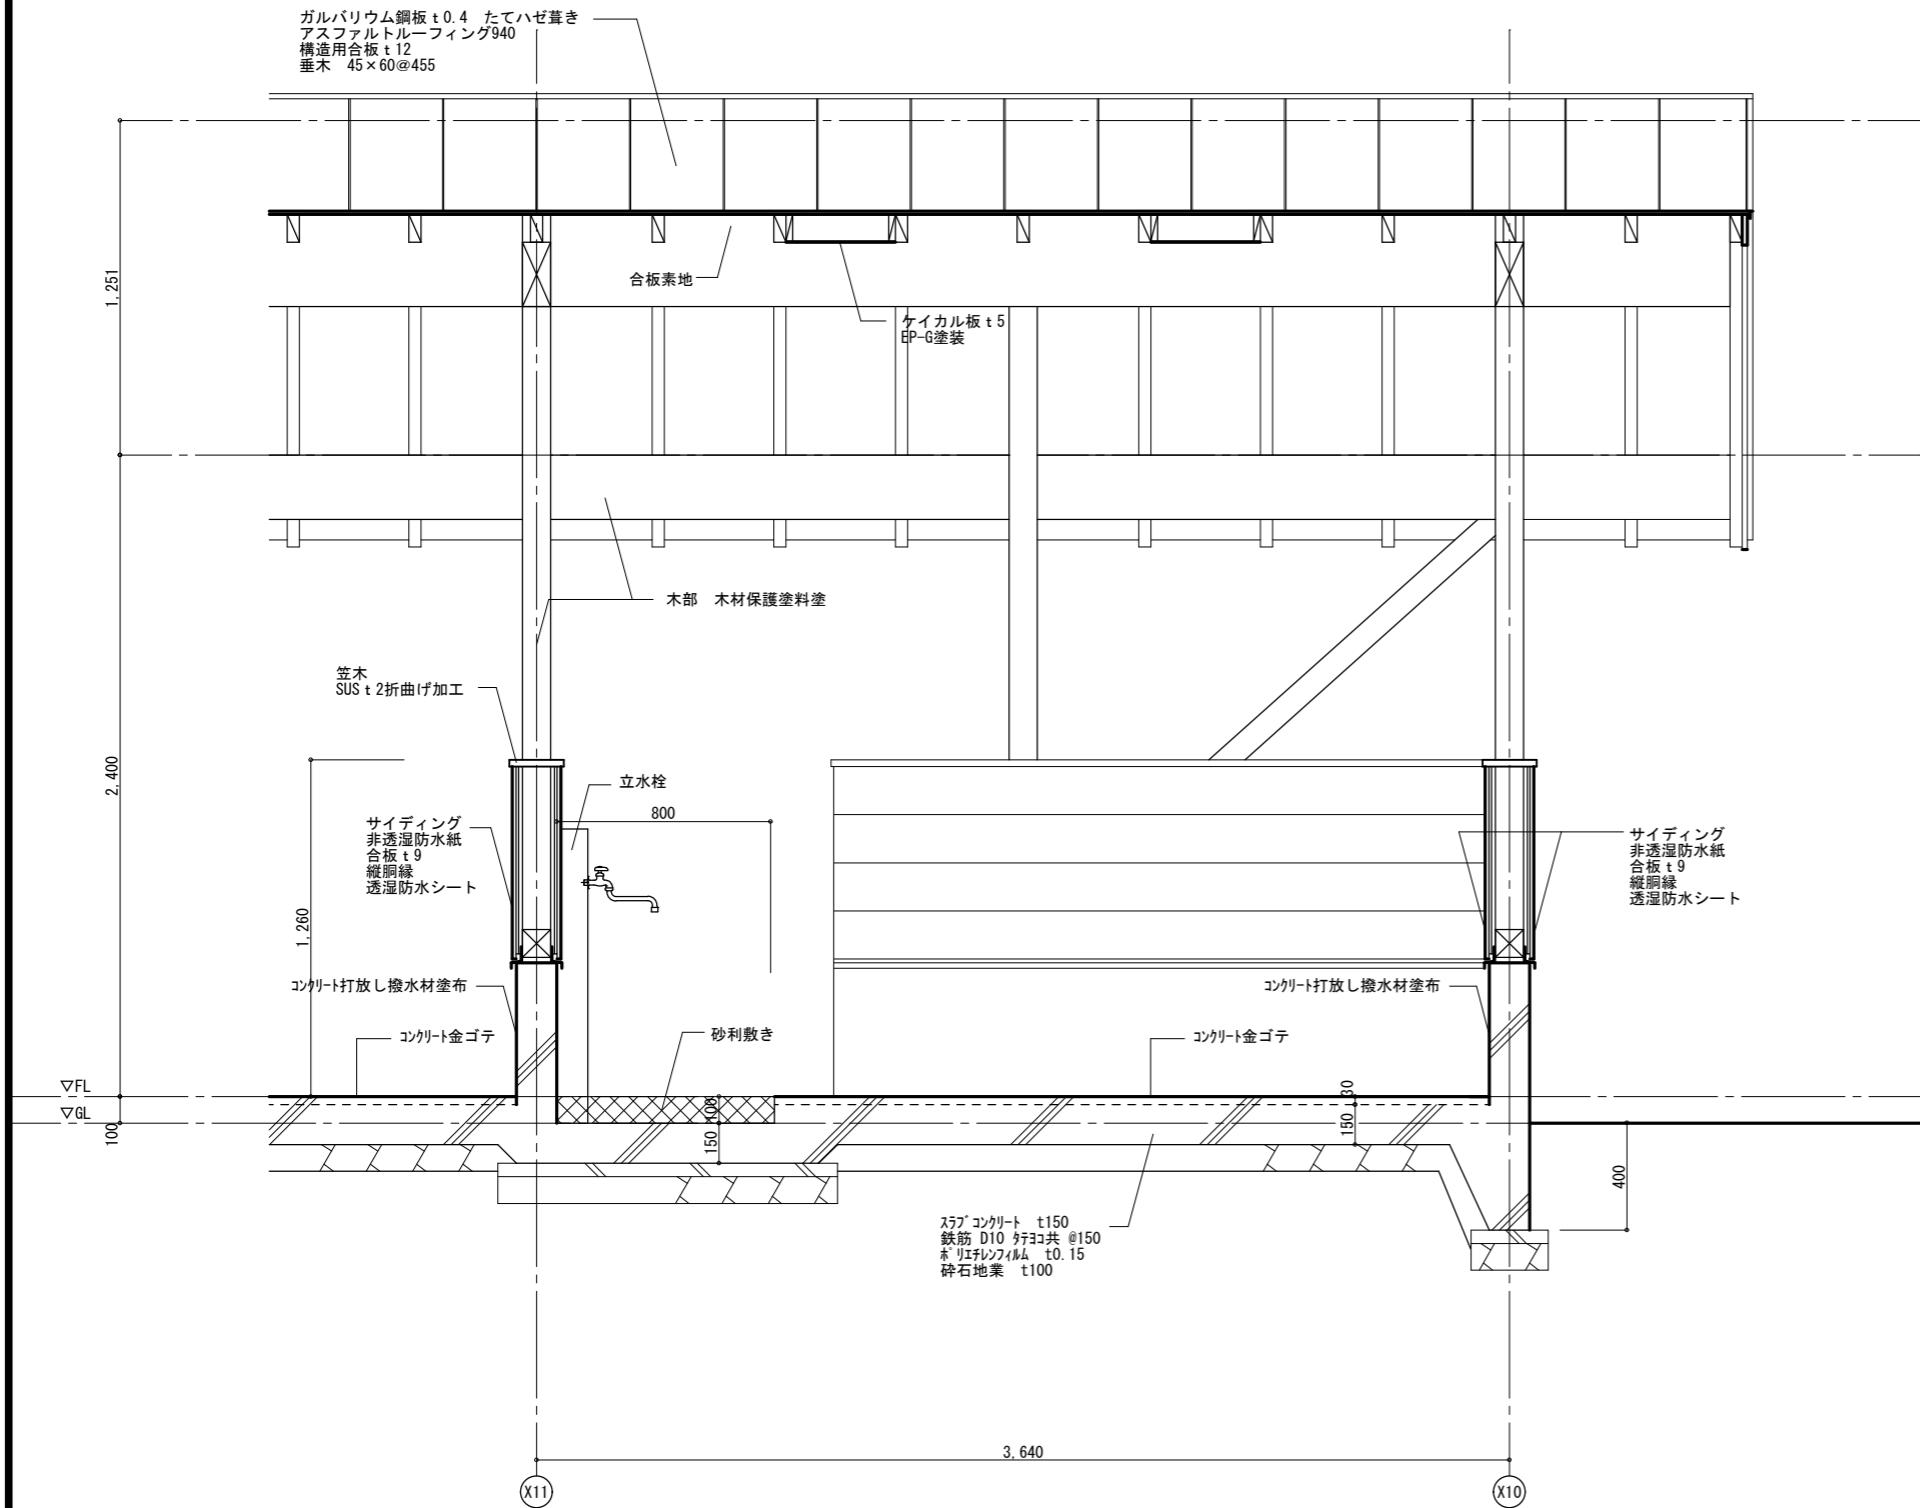 ガルバリウム鋼板ｔ0.4　たてハゼ葺き
アスファルトルーフィング940
構造用合板ｔ12
垂木　45×60@455
1,251
合板素地
ケイカル板ｔ5
EP-G塗装
木部　木材保護塗料塗
笠木
SUSｔ2折曲げ加工
2,400
立水栓
800
サイディング
非透湿防水紙
合板ｔ9
縦胴縁
透湿防水シート
サイディング
非透湿防水紙
合板ｔ9
縦胴縁
透湿防水シート
1,260
ｺﾝｸﾘｰﾄ打放し撥水材塗布
ｺﾝｸﾘｰﾄ打放し撥水材塗布
ｺﾝｸﾘｰﾄ金ゴテ
砂利敷き
ｺﾝｸﾘｰﾄ金ゴテ
▽FL
▽GL
100
100
150
30
150
400
ｽﾗﾌﾞｺﾝｸﾘｰﾄ　t150
鉄筋 D10 ﾀﾃﾖｺ共 @150
ﾎﾟﾘｴﾁﾚﾝﾌｨﾙﾑ　t0.15
砕石地業　t100
3,640
X11
X10